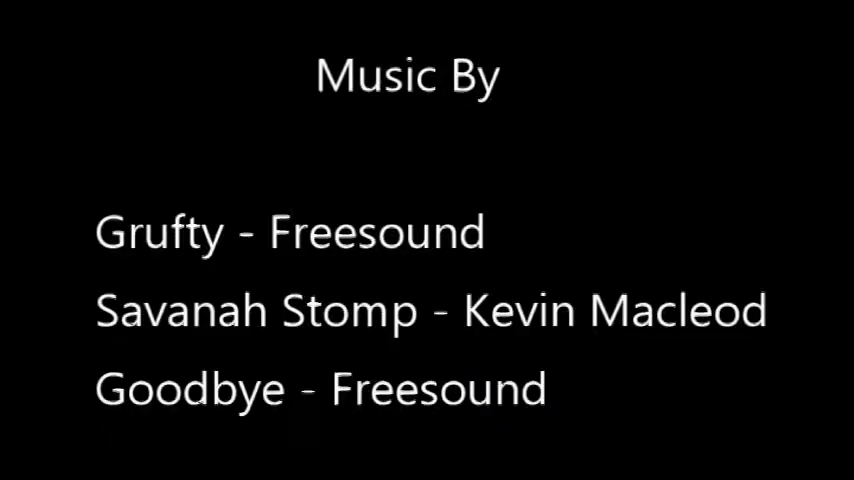 Music By
Grufty - Freesound
Savanah Stomp - Kevin Macleod
Goodbye - Freesound